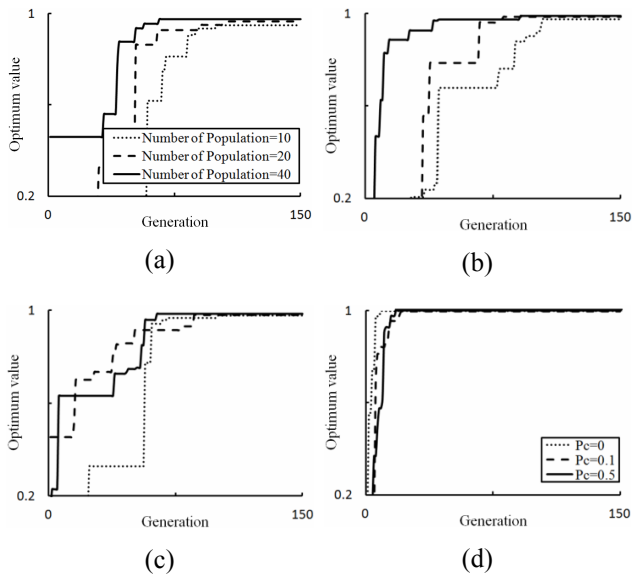 1
Optimum value
Number of Population=10
Number of Population=20
Number of Population=40
0.2
0
Generation
150
(a)
1
Optimum value
0.2
0
Generation
150
(b)
1
Optimum value
0.2
0
Generation
150
(c)
1
Optimum value
Pc=0
Pc=0.1
Pc=0.5
0.2
0
Generation
150
(d)